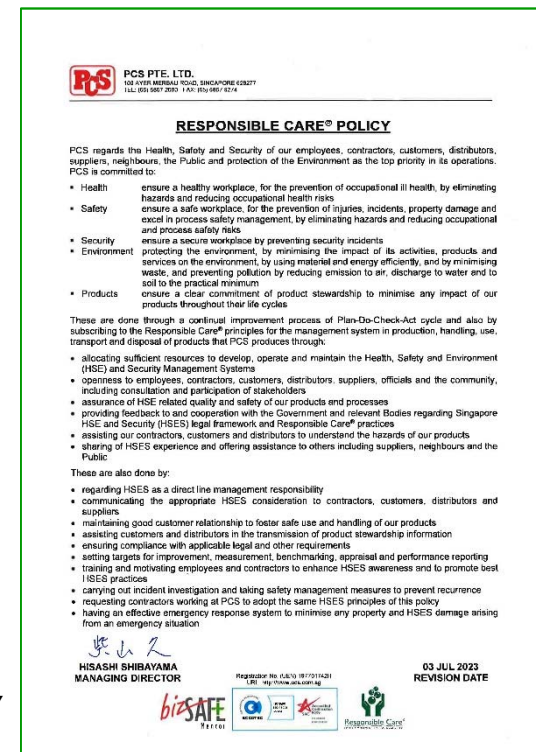 PCS
PCS PTE. LTD.
100 AYER MERBAU ROAD, SINGAPORE 628277
RESPONSIBLE CARE® POLICY
PCS regards the Health, Safety and Security of our employees, contractors, customers, distributors,
suppliers, neighbours, the Public and protection of the Environment as the top priority in its operations.
PCS is committed to:
• Health ensure a healthy workplace, for the prevention of occupational ill health, by eliminating
hazards and reducing occupational health risks
• Safety ensure a safe workplace, for the prevention of injuries, incidents, property damage and
excel in process safety management, by eliminating hazards and reducing occupational
and process safety risks
• Security ensure a secure workplace by preventing security incidents
• Environment protecting the environment, by minimising the impact of its activities, products and
services on the environment, by using material and energy efficiently, and by minimising
waste, and preventing pollution by reducing emission to air, discharge to water and to
soil to the practical minimum
• Products ensure a clear commitment of product stewardship to minimise any impact of our
products throughout their life cycles
These are done through a continual improvement process of Plan-Do-Check-Act cycle and also by
subscribing to the Responsible Care® principles for the management system in production, handling, use,
transport and disposal of products that PCS produces through:
• allocating sufficient resources to develop, operate and maintain the Health, Safety and Environment
(HSE) and Security Management Systems
• openness to employees, contractors, customers, distributors, suppliers, officials and the community,
including consultation and participation of stakeholders
• assurance of HSE related quality and safety of our products and processes
• providing feedback to and cooperation with the Government and relevant Bodies regarding Singapore
HSE and Security (HSES) legal framework and Responsible Care® practices
• assisting our contractors, customers and distributors to understand the hazards of our products
• sharing of HSES experience and offering assistance to others including suppliers, neighbours and the
Public
These are also done by:
• regarding HSES as a direct line management responsibility
• communicating the appropriate HSES consideration to contractors, customers, distributors and
suppliers
• maintaining good customer relationship to foster safe use and handling of our products
• assisting customers and distributors in the transmission of product stewardship information
• ensuring compliance with applicable legal and other requirements
• setting targets for improvement, measurement, benchmarking, appraisal and performance reporting
• training and motivating employees and contractors to enhance HSES awareness and to promote best
HSES practices
• carrying out incident investigation and taking safety management measures to prevent recurrence
• requesting contractors working at PCS to adopt the same HSES principles of this policy
• having an effective emergency response system to minimise any property and HSES damage arising
from an emergency situation
HISASHI SHIBAYAMA
MANAGING DIRECTOR
03 JUL 2023
REVISION DATE
bizSAFE
Mentor
Responsible Care®